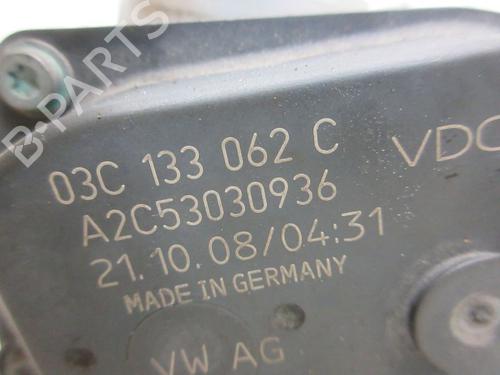 03C 133 062 C
VDO
A2C53030936
21.10.08/04:31
MADE IN GERMANY
VW AG
B-PARTS